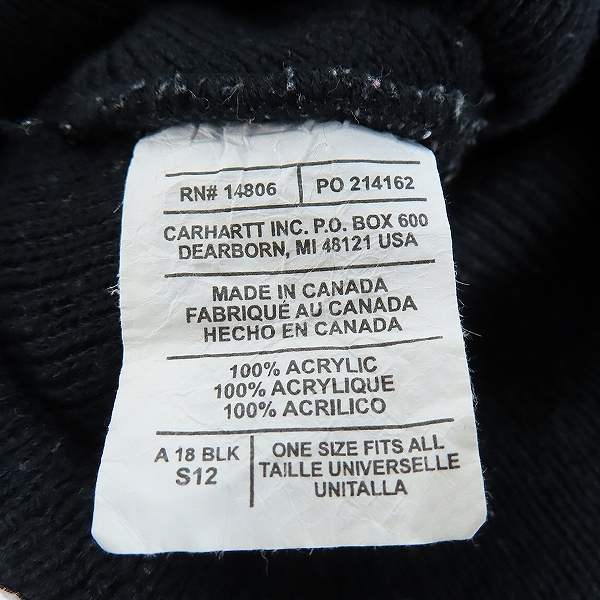 RN# 14806 PO 214162
CARHARTT INC. P.O. BOX 600
DEARBORN, MI 48121 USA
MADE IN CANADA
FABRIQUÉ AU CANADA
HECHO EN CANADA
100% ACRYLIC
100% ACRYLIQUE
100% ACRILICO
A 18 BLK
S12
ONE SIZE FITS ALL
TAILLE UNIVERSELLE
UNITALLA